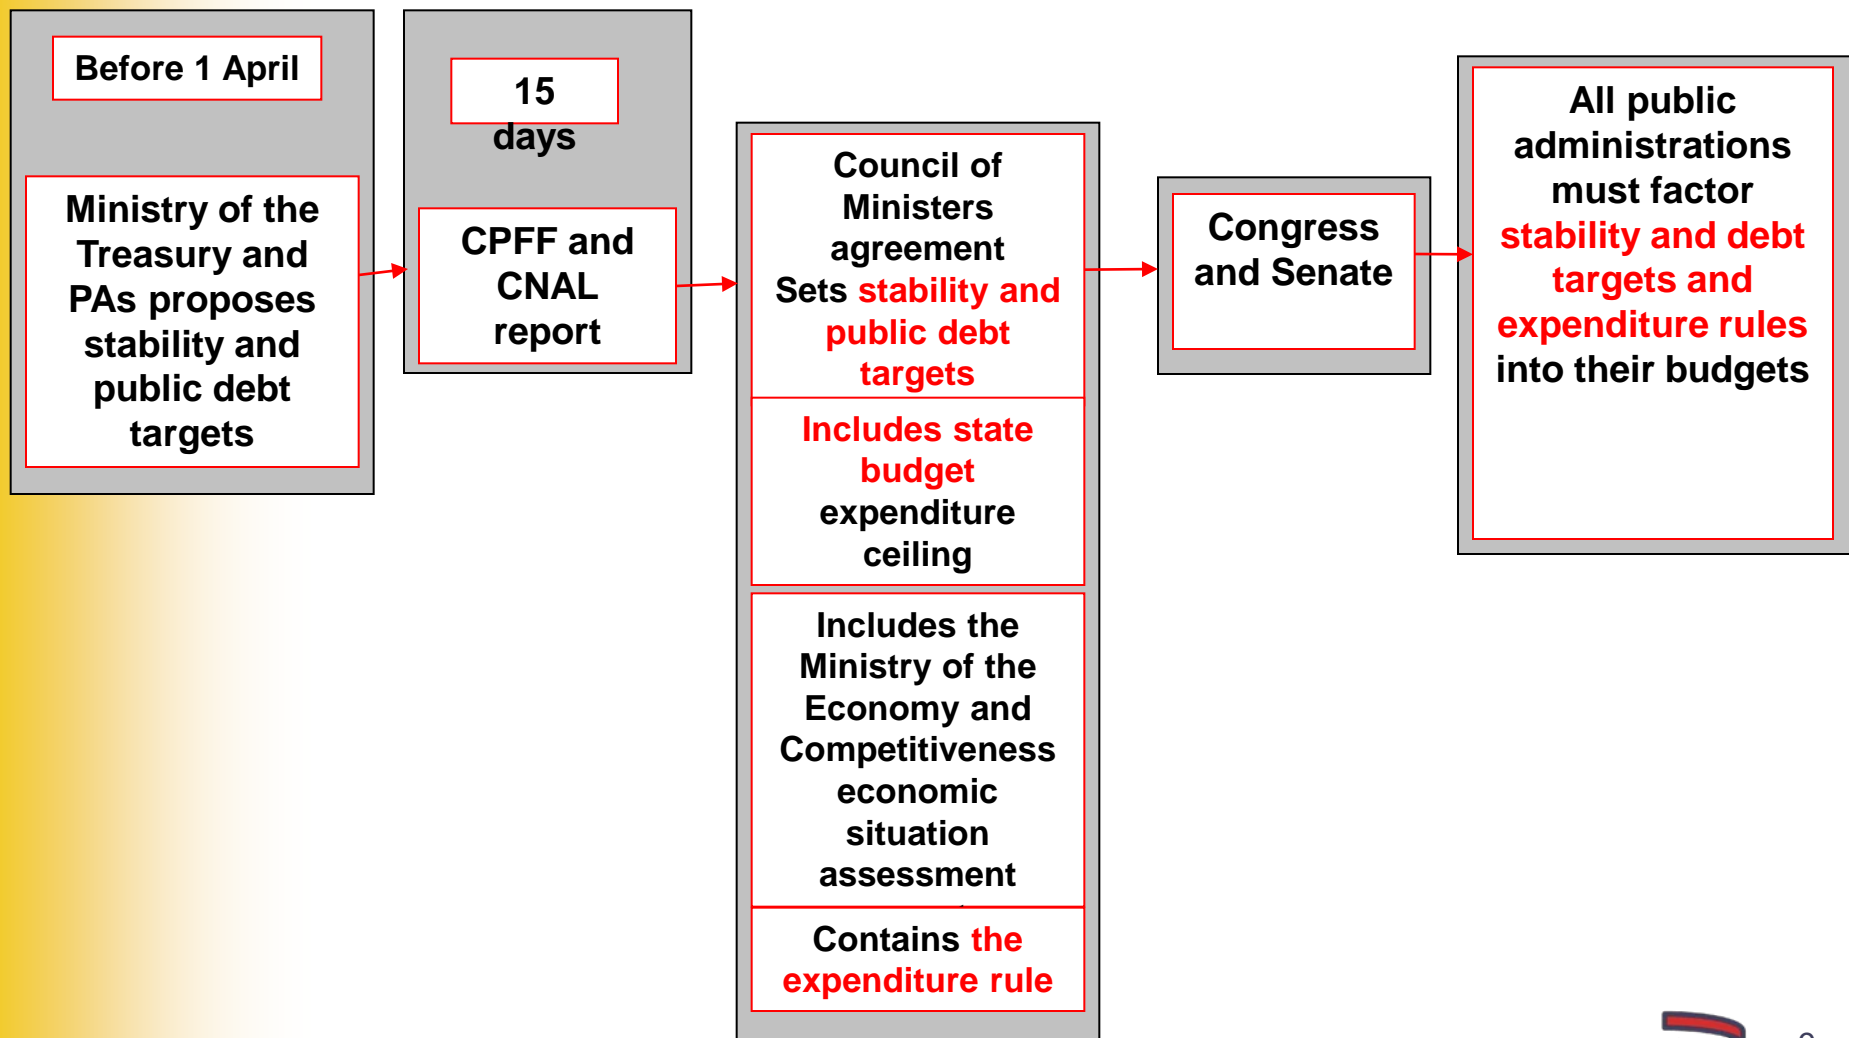 Before 1 April
Ministry of the
Treasury and
PAs proposes
stability and
public debt
targets
15
days
CPFF and
CNAL
report
Council of
Ministers
agreement
Sets stability and
public debt
targets
Includes state
budget
expenditure
ceiling
Includes the
Ministry of the
Economy and
Competitiveness
economic
situation
assessment
Contains the
expenditure rule
Congress
and Senate
All public
administrations
must factor
stability and debt
targets and
expenditure rules
into their budgets